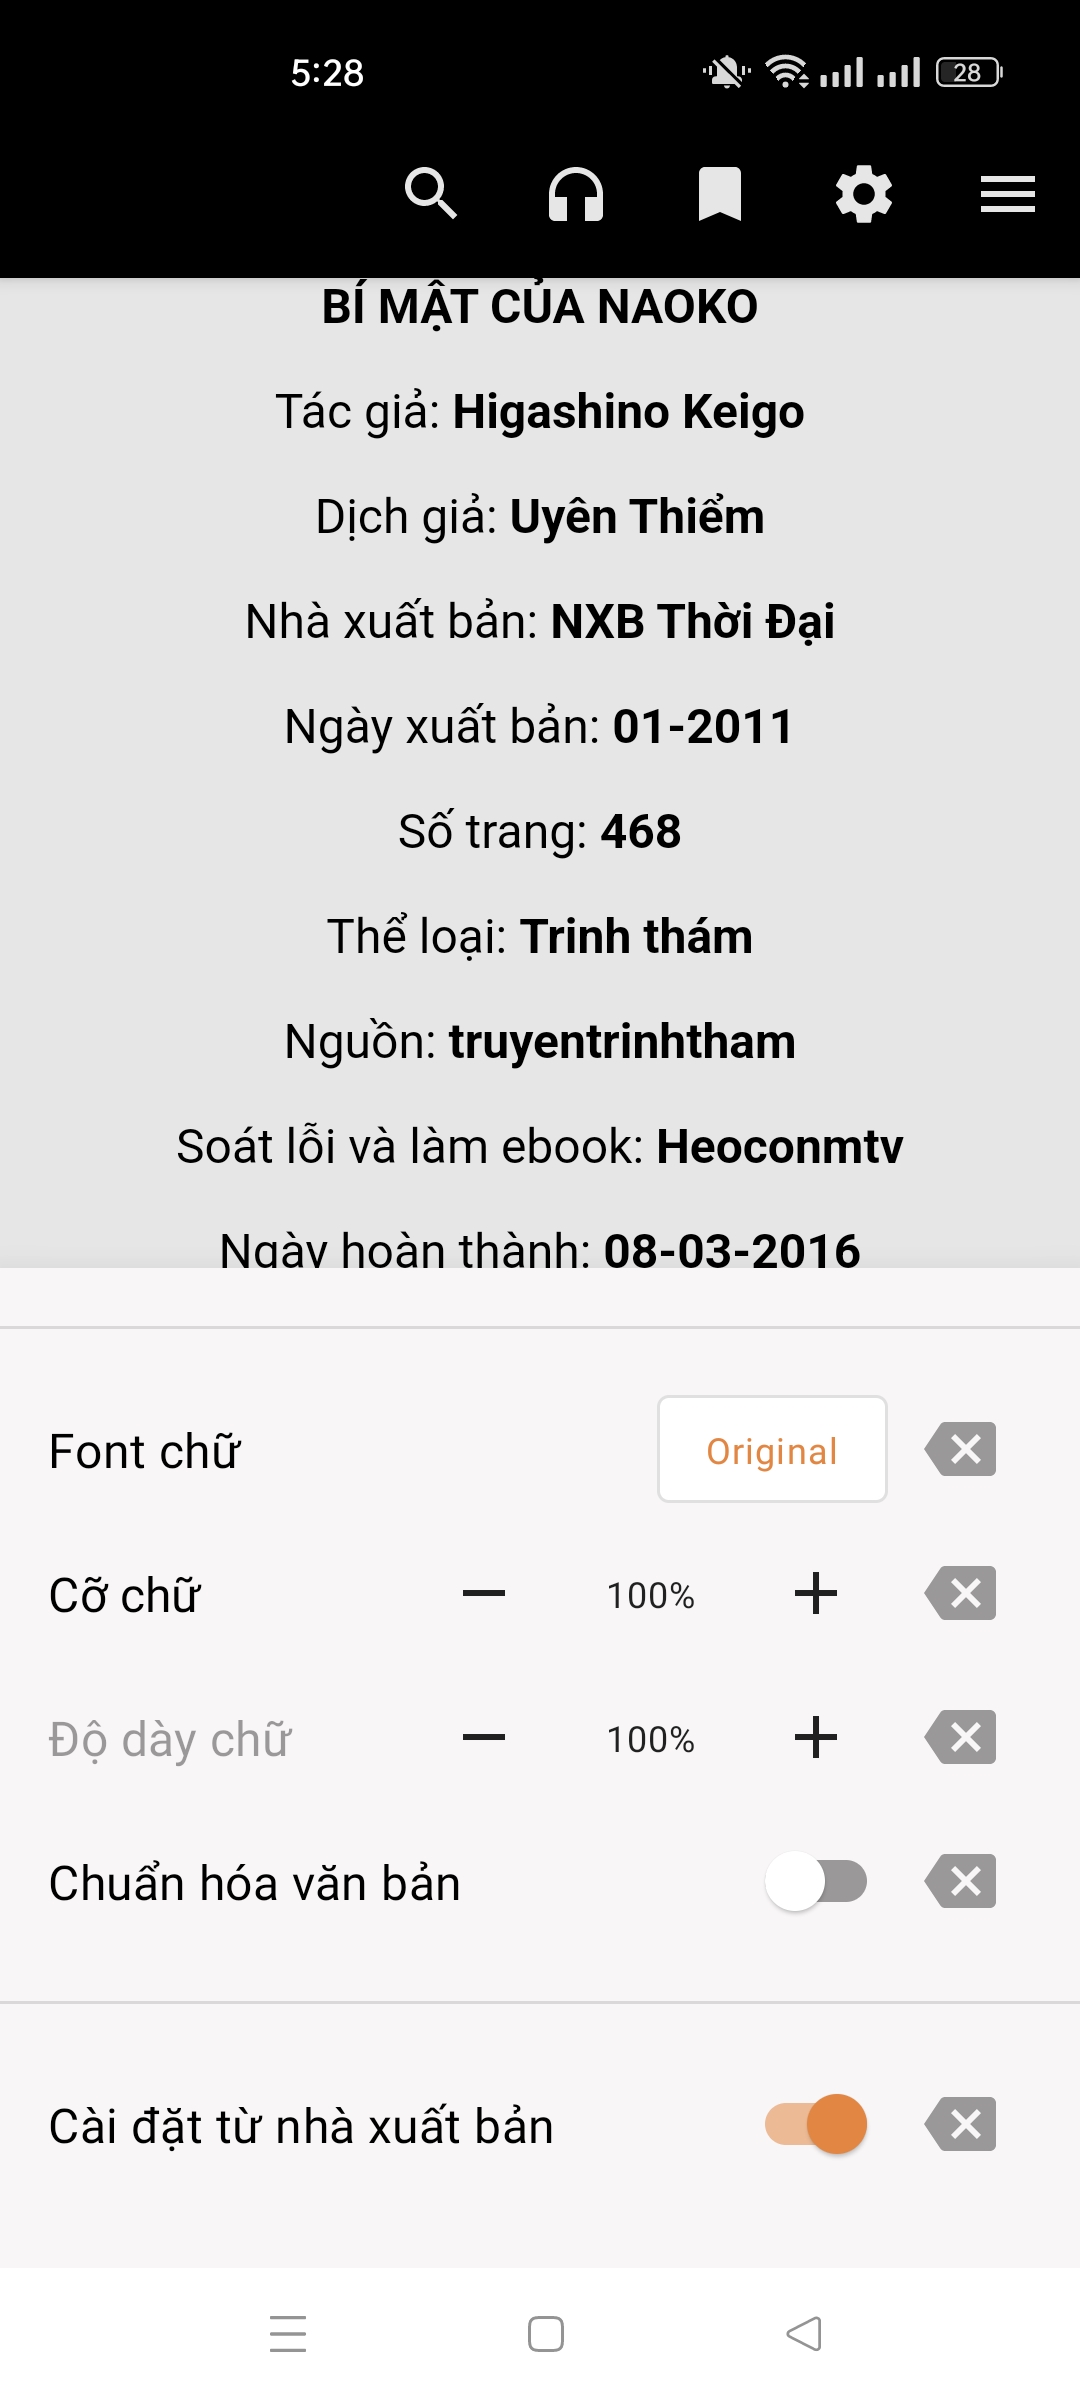 5:28
28
BÍ MẬT CỦA NAOKO
Tác giả: Higashino Keigo
Dịch giả: Uyên Thiểm
Nhà xuất bản: NXB Thời Đại
Ngày xuất bản: 01-2011
Số trang: 468
Thể loại: Trinh thám
Nguồn: truyentrinhtham
Soát lỗi và làm ebook: Heoconmtv
Ngày hoàn thành: 08-03-2016
Font chữ Original
Cỡ chữ — 100% +
Độ dày chữ — 100% +
Chuẩn hóa văn bản
Cài đặt từ nhà xuất bản